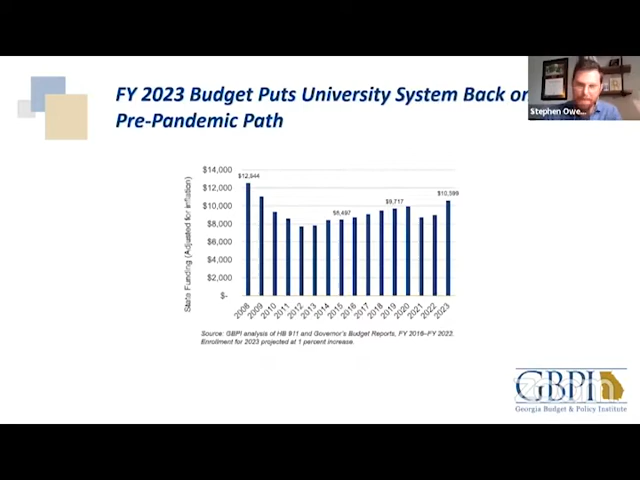 FY 2023 Budget Puts University System Back on
Pre-Pandemic Path
Stephen Owe...
State Funding (Adjusted for inflation)
$14,000
$12,000
$10,000
$8,000
$6,000
$4,000
$2,000
$-
$8,497
$9,717
$10,599
2008 2009 2010 2011 2012 2013 2014 2015 2016 2017 2018 2019 2020 2021 2022 2023
Source: GBPI analysis of HB 911 and Governor's Budget Reports, FY 2016–FY 2022.
Enrollment for 2023 projected at 1 percent increase.
GBPI
zoom
Georgia Budget & Policy Institute